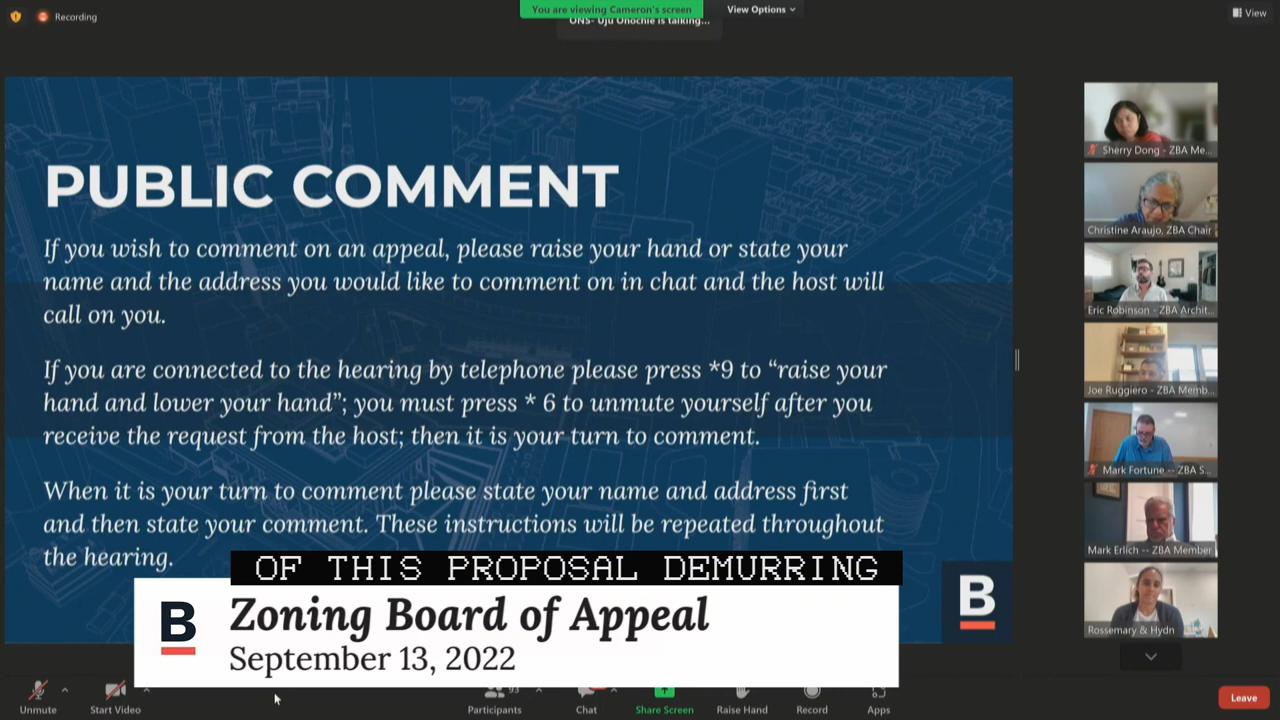 You are viewing Cameron's screen
View Options
Recording
View
ONS- Uju Onochie is talking...
PUBLIC COMMENT
If you wish to comment on an appeal, please raise your hand or state your
name and the address you would like to comment on in chat and the host will
call on you.
If you are connected to the hearing by telephone please press *9 to “raise your
hand and lower your hand”; you must press * 6 to unmute yourself after you
receive the request from the host; then it is your turn to comment.
When it is your turn to comment please state your name and address first
and then state your comment. These instructions will be repeated throughout
the hearing.
OF THIS PROPOSAL DEMURRING
B
Zoning Board of Appeal
September 13, 2022
B
Sherry Dong - ZBA Me...
Christine Araujo, ZBA Chair
Eric Robinson - ZBA Archit...
Joe Ruggiero - ZBA Memb...
Mark Fortune -- ZBA S...
Mark Erlich -- ZBA Member
Rossemary & Hydn
Unmute
Start Video
93
Participants
Chat
Share Screen
Raise Hand
Record
Apps
Leave